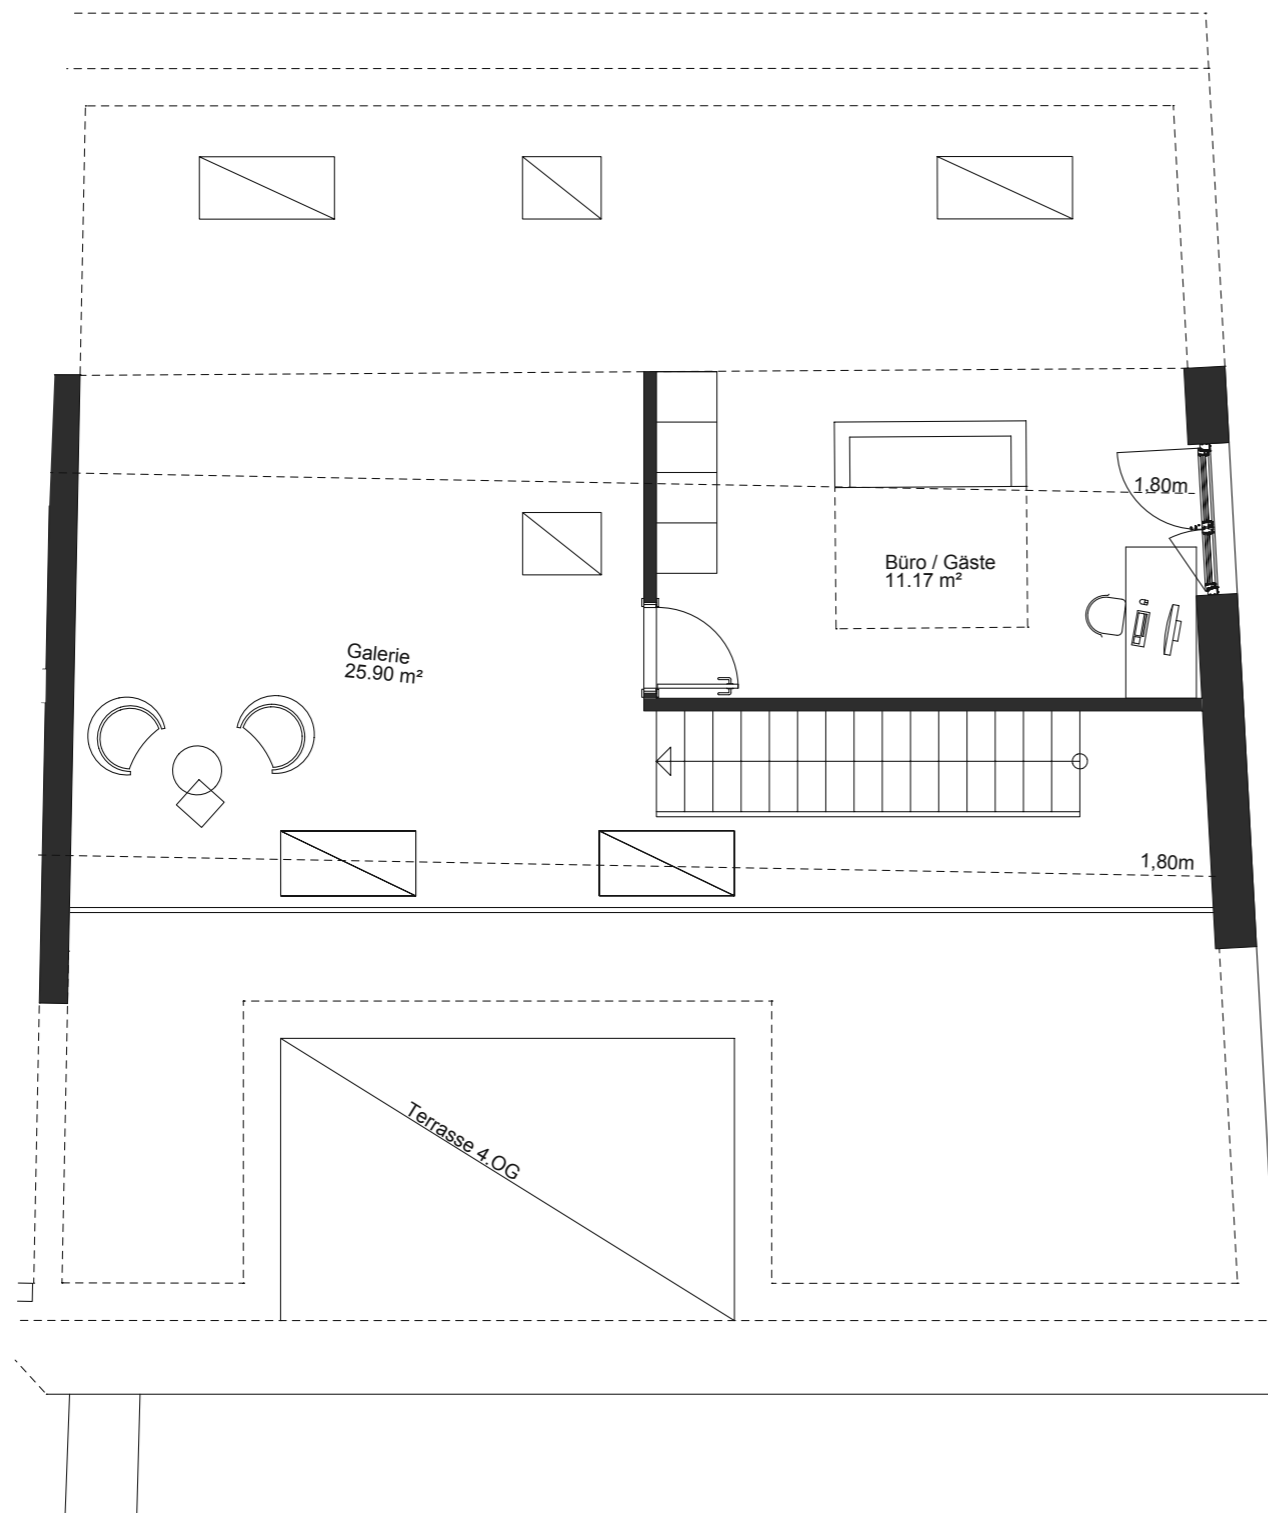 1,80m
Büro / Gäste
11.17 m²
Galerie
25.90 m²
1,80m
Terrasse 4.OG